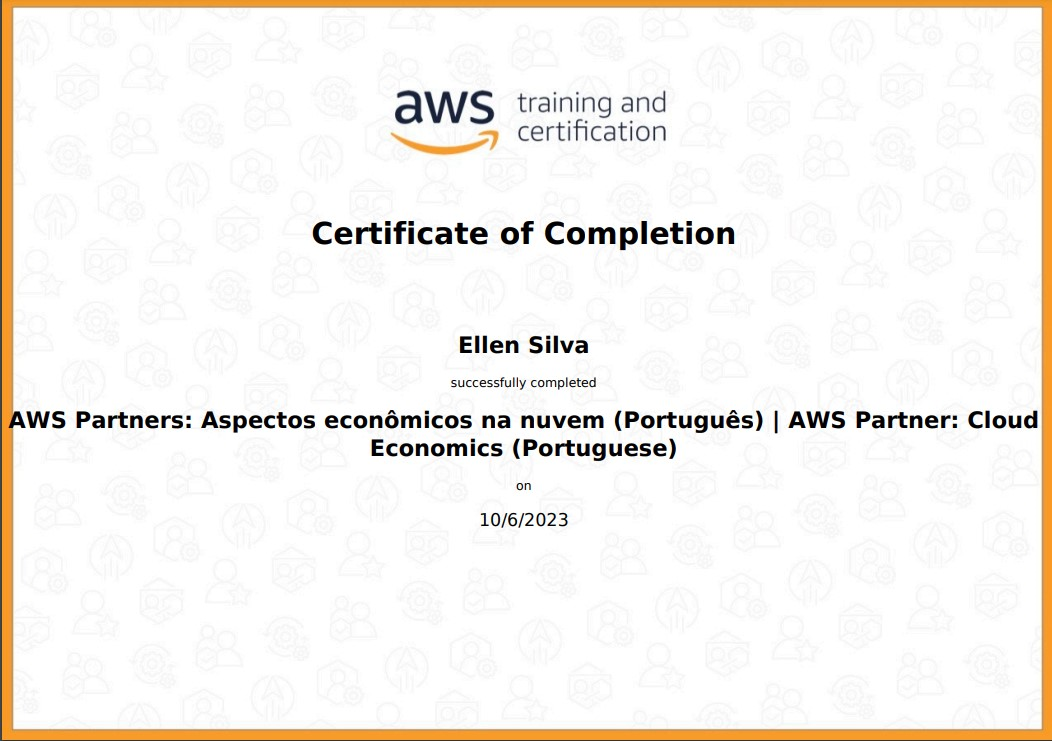 aws training and
certification
Certificate of Completion
Ellen Silva
successfully completed
AWS Partners: Aspectos econômicos na nuvem (Português) | AWS Partner: Cloud
Economics (Portuguese)
on
10/6/2023